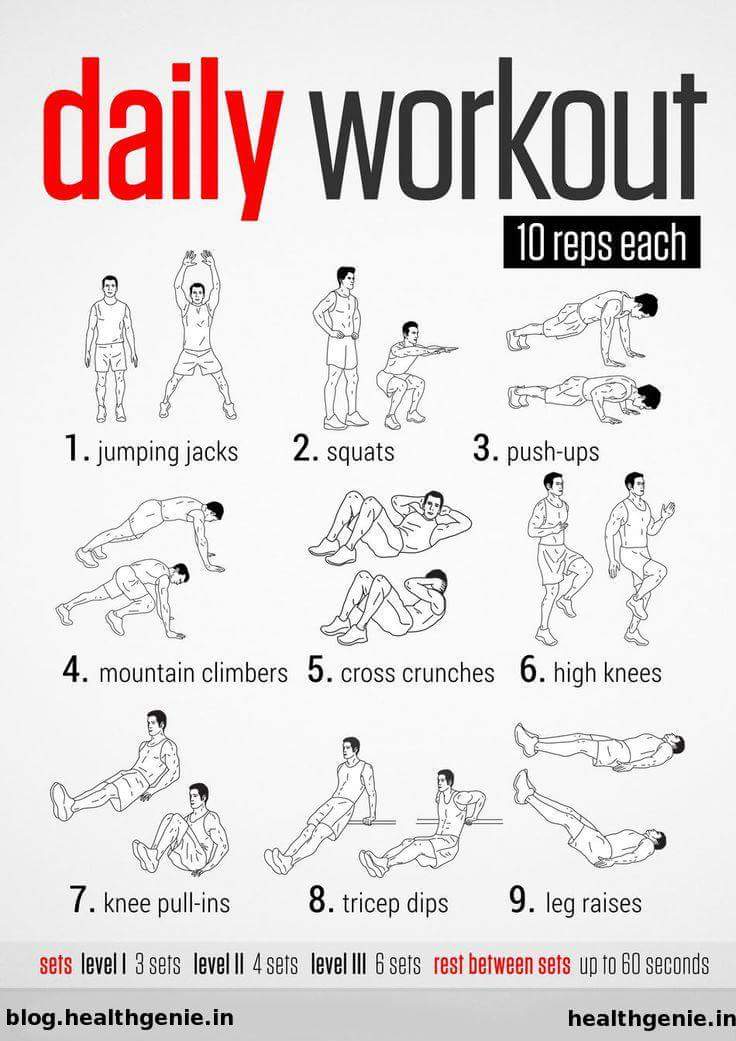 daily workout
10 reps each
1. jumping jacks
2. squats
3. push-ups
4. mountain climbers
5. cross crunches
6. high knees
7. knee pull-ins
8. tricep dips
9. leg raises
sets level I 3 sets level II 4 sets level III 6 sets rest between sets up to 60 seconds
blog.healthgenie.in
healthgenie.in